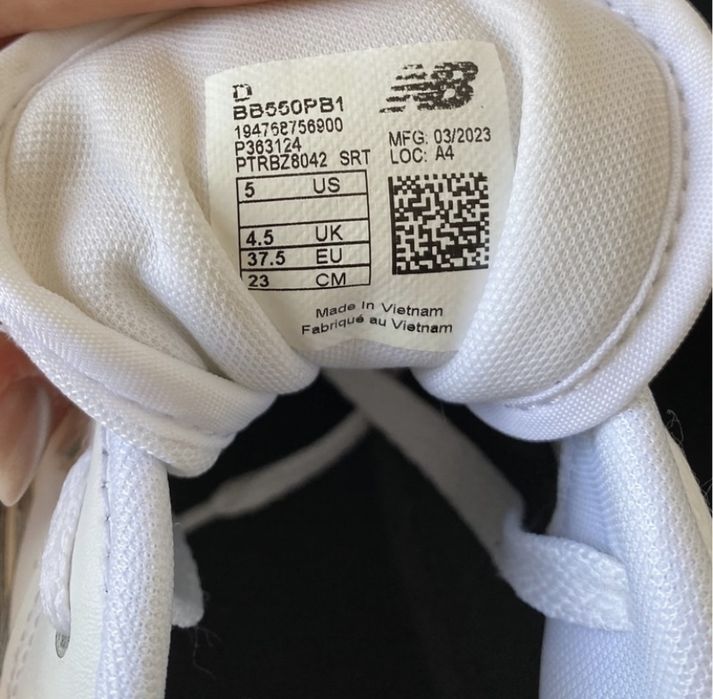 D
BB550PB1
194768756900
P363124
PTRBZ8042 SRT
NB
MFG: 03/2023
LOC: A4
5 US
4.5 UK
37.5 EU
23 CM
Made In Vietnam
Fabriqué au Vietnam